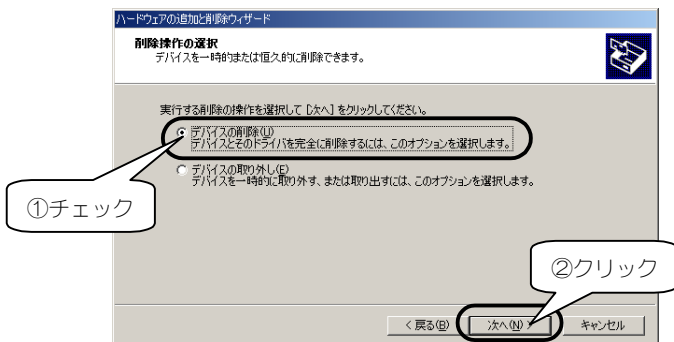 ハードウェアの追加と削除ウィザード
削除操作の選択
デバイスを一時的または恒久的に削除できます。
実行する削除の操作を選択して［次へ］をクリックしてください。
デバイスの削除(U)
デバイスとそのドライバを完全に削除するには、このオプションを選択します。
デバイスの取り外し(E)
デバイスを一時的に取り外す、または取り出すには、このオプションを選択します。
①チェック
②クリック
< 戻る(B)
次へ(N) >
キャンセル